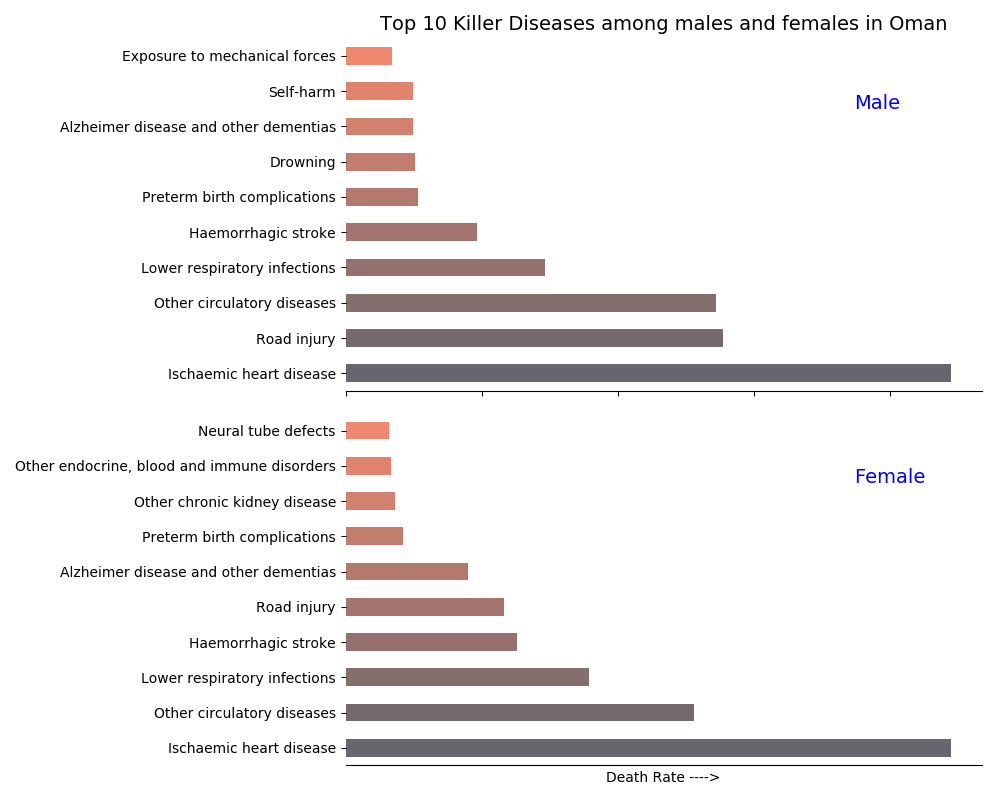 Top 10 Killer Diseases among males and females in Oman
Exposure to mechanical forces
Self-harm
Male
Alzheimer disease and other dementias
Drowning
Preterm birth complications
Haemorrhagic stroke
Lower respiratory infections
Other circulatory diseases
Road injury
Ischaemic heart disease
Neural tube defects
Other endocrine, blood and immune disorders
Female
Other chronic kidney disease
Preterm birth complications
Alzheimer disease and other dementias
Road injury
Haemorrhagic stroke
Lower respiratory infections
Other circulatory diseases
Ischaemic heart disease
Death Rate ---->